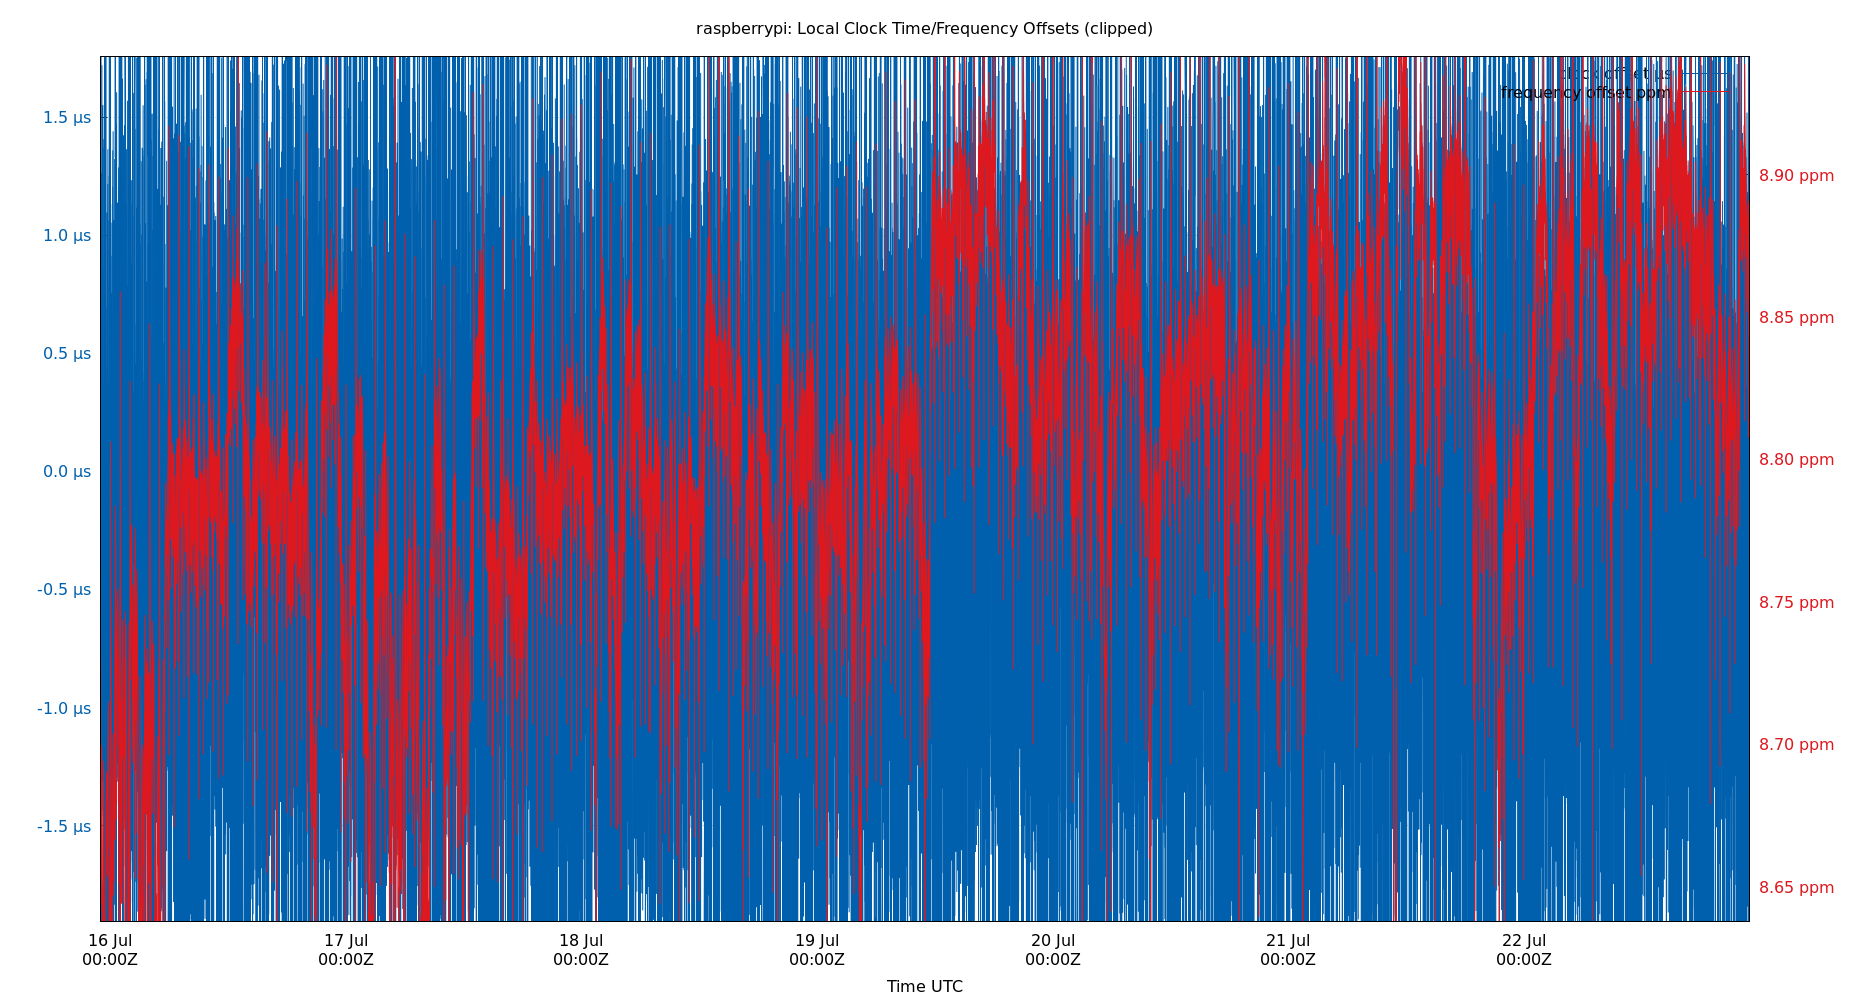 raspberrypi: Local Clock Time/Frequency Offsets (clipped)
clock offset µs
frequency offset ppm
1.5 µs
1.0 µs
0.5 µs
0.0 µs
-0.5 µs
-1.0 µs
-1.5 µs
8.90 ppm
8.85 ppm
8.80 ppm
8.75 ppm
8.70 ppm
8.65 ppm
16 Jul 17 Jul 18 Jul 19 Jul 20 Jul 21 Jul 22 Jul
00:00Z 00:00Z 00:00Z 00:00Z 00:00Z 00:00Z 00:00Z
Time UTC